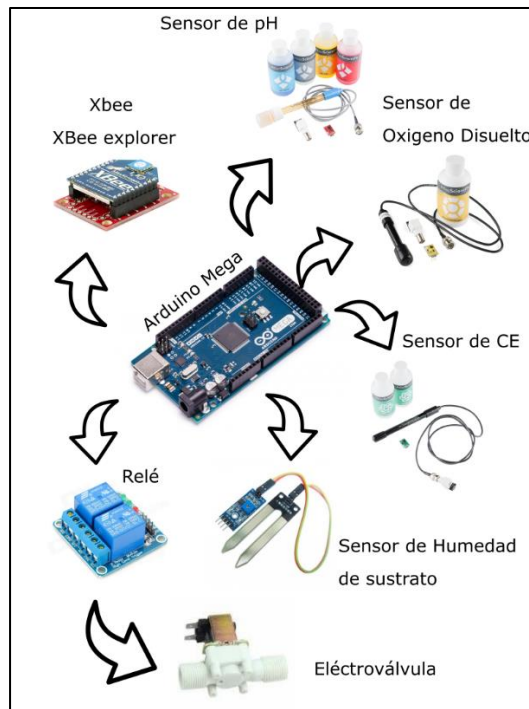 Sensor de pH
Xbee
XBee explorer
Sensor de
Oxigeno Disuelto
XBee
Arduino Mega
Sensor de CE
Relé
Sensor de Humedad
de sustrato
Eléctroválvula